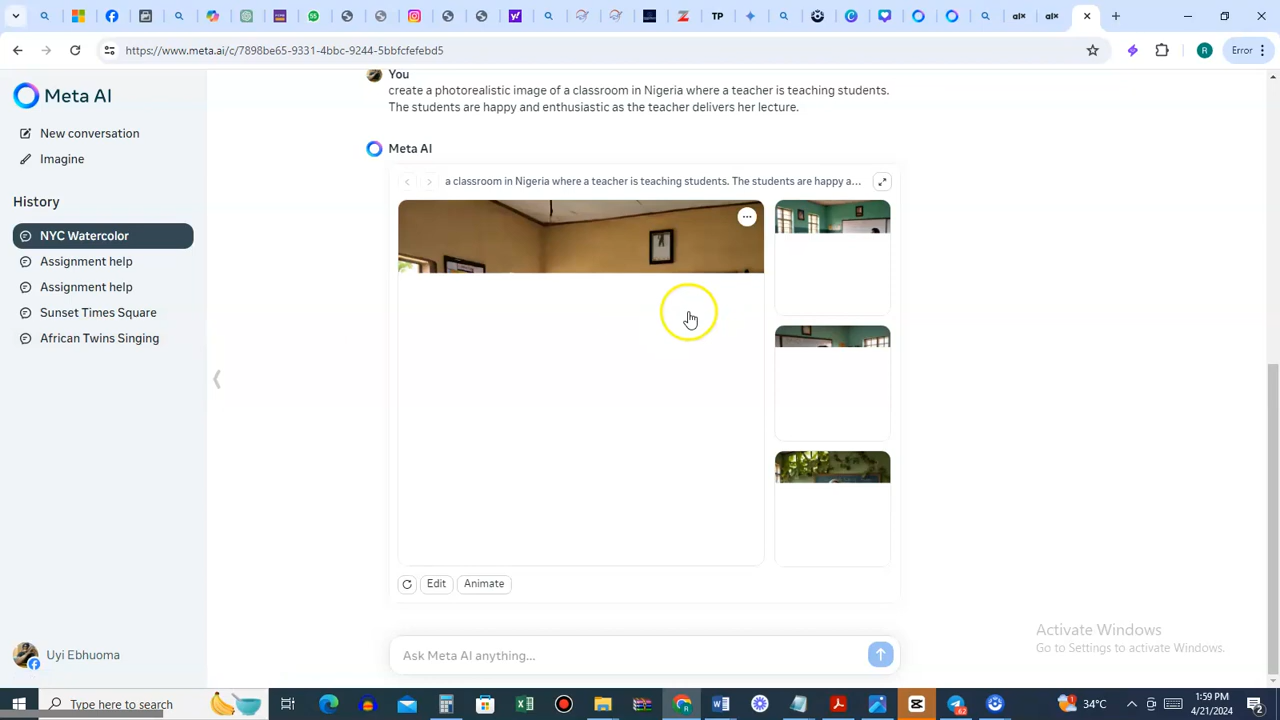 https://www.meta.ai/c/7898be65-9331-4bbc-9244-5bbfcfefebd5
R
Error
Meta AI
New conversation
Imagine
History
NYC Watercolor
Assignment help
Assignment help
Sunset Times Square
African Twins Singing
Uyi Ebhuoma
You
create a photorealistic image of a classroom in Nigeria where a teacher is teaching students.
The students are happy and enthusiastic as the teacher delivers her lecture.
Meta AI
a classroom in Nigeria where a teacher is teaching students. The students are happy a...
Edit
Animate
Ask Meta AI anything...
Activate Windows
Go to Settings to activate Windows.
Type here to search
34°C
1:59 PM
4/21/2024